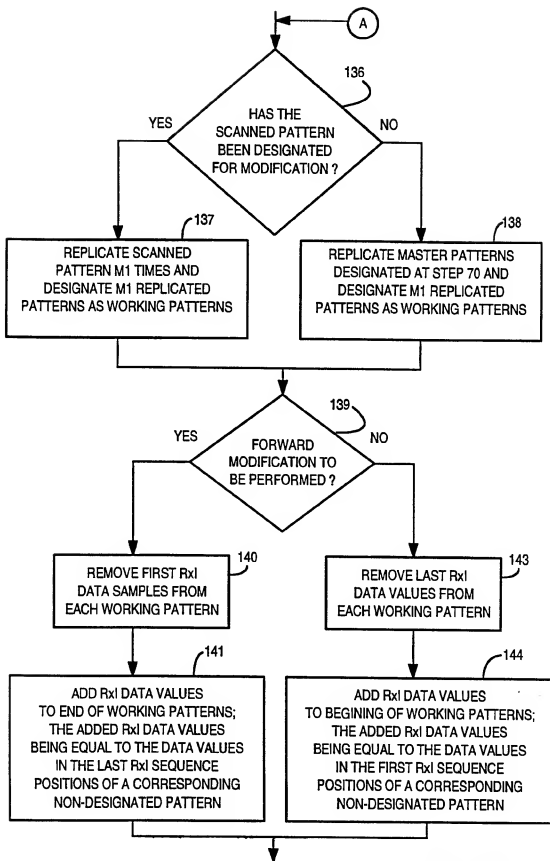 A
136
HAS THE
YES
SCANNED PATTERN
NO
BEEN DESIGNATED
FOR MODIFICATION ?
137
138
REPLICATE SCANNED
PATTERN M1 TIMES AND
DESIGNATE M1 REPLICATED
PATTERNS AS WORKING PATTERNS
REPLICATE MASTER PATTERNS
DESIGNATED AT STEP 70 AND
DESIGNATE M1 REPLICATED
PATTERNS AS WORKING PATTERNS
139
YES
FORWARD
NO
MODIFICATION TO
BE PERFORMED ?
140
REMOVE FIRST RxI
DATA SAMPLES FROM
EACH WORKING PATTERN
143
REMOVE LAST RxI
DATA VALUES FROM
EACH WORKING PATTERN
141
ADD RxI DATA VALUES
TO END OF WORKING PATTERNS;
THE ADDED RxI DATA VALUES
BEING EQUAL TO THE DATA VALUES
IN THE LAST RxI SEQUENCE
POSITIONS OF A CORRESPONDING
NON-DESIGNATED PATTERN
144
ADD RxI DATA VALUES
TO BEGINING OF WORKING PATTERNS;
THE ADDED RxI DATA VALUES
BEING EQUAL TO THE DATA VALUES
IN THE FIRST RxI SEQUENCE
POSITIONS OF A CORRESPONDING
NON-DESIGNATED PATTERN